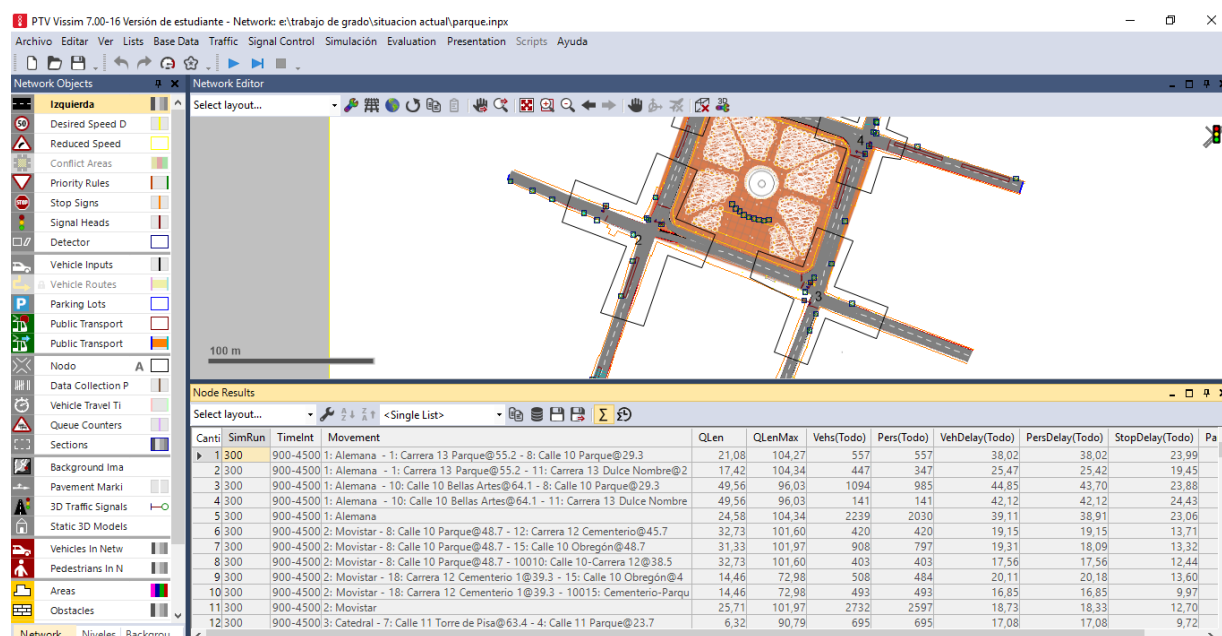 PTV Vissim 7.00-16 Versión de estudiante - Network: e:\trabajo de grado\situacion actual\parque.inpx
Archivo Editar Ver Lists Base Data Traffic Signal Control Simulación Evaluation Presentation Scripts Ayuda
Network Objects
Network Editor
Select layout...
Izquierda
50 Desired Speed D
Reduced Speed
Conflict Areas
Priority Rules
STOP Stop Signs
Signal Heads
Detector
Vehicle Inputs
Vehicle Routes
P Parking Lots
Public Transport
Public Transport
Nodo A
Data Collection P
Vehicle Travel Ti
Queue Counters
Sections
Background Ima
Pavement Marki
3D Traffic Signals
Static 3D Models
Vehicles In Netw
Pedestrians In N
Areas
Obstacles
Network Niveles Backgrou
4
2
3
100 m
Node Results
Select layout... <Single List>
Canti SimRun TimeInt Movement QLen QLenMax Vehs(Todo) Pers(Todo) VehDelay(Todo) PersDelay(Todo) StopDelay(Todo) Pa
1 300 900-4500 1: Alemana - 1: Carrera 13 Parque@55.2 - 8: Calle 10 Parque@29.3 21,08 104,27 557 557 38,02 38,02 23,99
2 300 900-4500 1: Alemana - 1: Carrera 13 Parque@55.2 - 11: Carrera 13 Dulce Nombre@2 17,42 104,34 447 347 25,47 25,42 19,45
3 300 900-4500 1: Alemana - 10: Calle 10 Bellas Artes@64.1 - 8: Calle 10 Parque@29.3 49,56 96,03 1094 985 44,85 43,70 23,88
4 300 900-4500 1: Alemana - 10: Calle 10 Bellas Artes@64.1 - 11: Carrera 13 Dulce Nombre 49,56 96,03 141 141 42,12 42,12 24,43
5 300 900-4500 1: Alemana 24,58 104,34 2239 2030 39,11 38,91 23,06
6 300 900-4500 2: Movistar - 8: Calle 10 Parque@48.7 - 12: Carrera 12 Cementerio@45.7 32,73 101,60 420 420 19,15 19,15 13,71
7 300 900-4500 2: Movistar - 8: Calle 10 Parque@48.7 - 15: Calle 10 Obregón@48.7 31,33 101,97 908 797 19,31 18,09 13,32
8 300 900-4500 2: Movistar - 8: Calle 10 Parque@48.7 - 10010: Calle 10-Carrera 12@38.5 32,73 101,60 403 403 17,56 17,56 12,44
9 300 900-4500 2: Movistar - 18: Carrera 12 Cementerio 1@39.3 - 15: Calle 10 Obregón@4 14,46 72,98 508 484 20,11 20,18 13,60
10 300 900-4500 2: Movistar - 18: Carrera 12 Cementerio 1@39.3 - 10015: Cementerio-Parqu 14,46 72,98 493 493 16,85 16,85 9,97
11 300 900-4500 2: Movistar 25,71 101,97 2732 2597 18,73 18,33 12,70
12 300 900-4500 3: Catedral - 7: Calle 11 Torre de Pisa@63.4 - 4: Calle 11 Parque@23.7 6,32 90,79 695 695 17,08 17,08 9,72